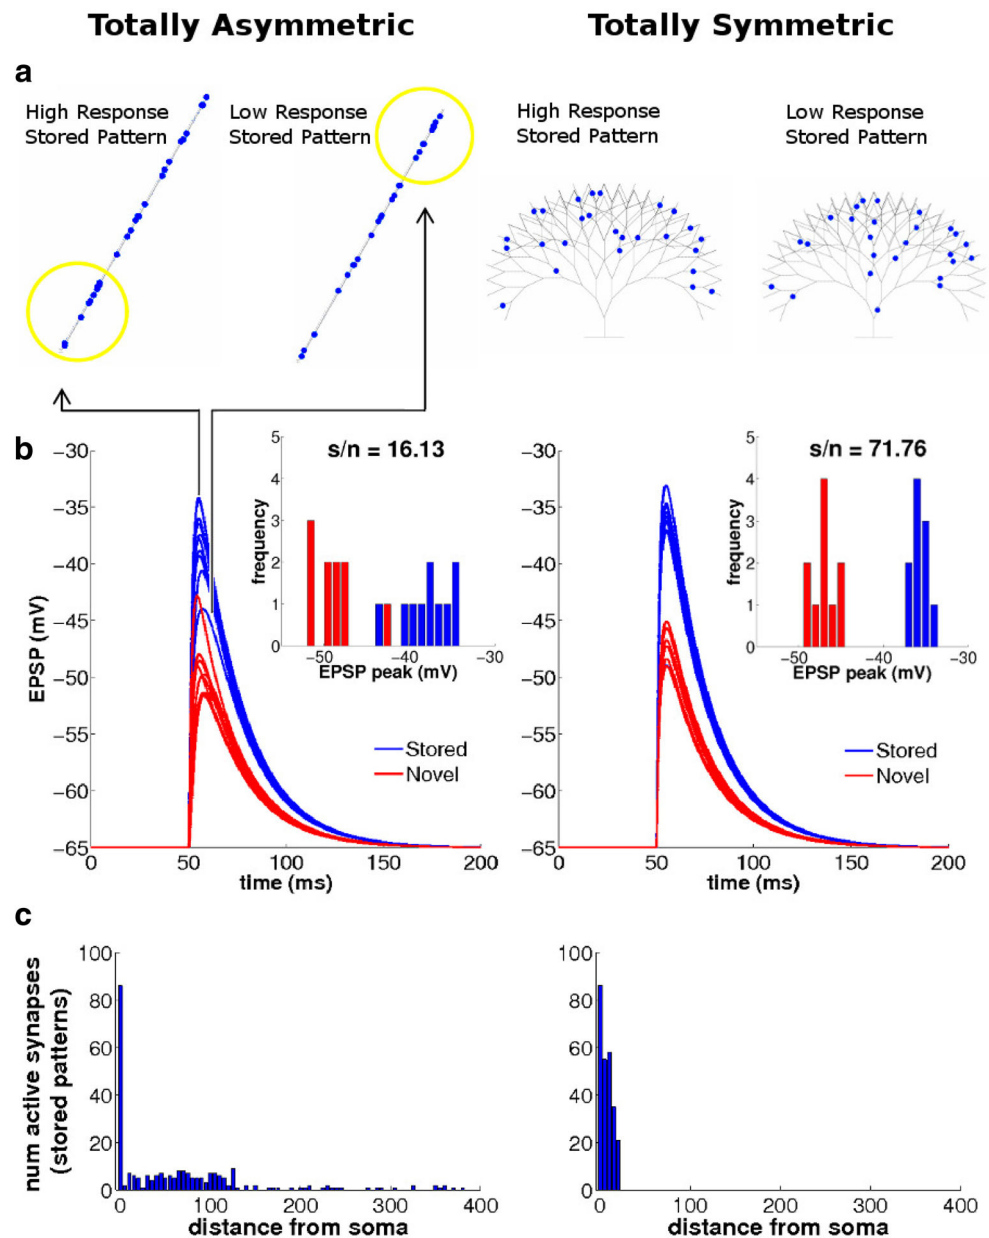 Totally Asymmetric
Totally Symmetric
a
High Response
Stored Pattern
Low Response
Stored Pattern
High Response
Stored Pattern
Low Response
Stored Pattern
b
EPSP (mV)
−30
−35
−40
−45
−50
−55
−60
−65
0
50
100
150
200
time (ms)
s/n = 16.13
frequency
5
4
3
2
1
0
−50
−40
−30
EPSP peak (mV)
Stored
Novel
−30
−35
−40
−45
−50
−55
−60
−65
0
50
100
150
200
time (ms)
s/n = 71.76
frequency
5
4
3
2
1
0
−50
−40
−30
EPSP peak (mV)
Stored
Novel
c
num active synapses
(stored patterns)
100
80
60
40
20
0
0
100
200
300
400
distance from soma
100
80
60
40
20
0
0
100
200
300
400
distance from soma